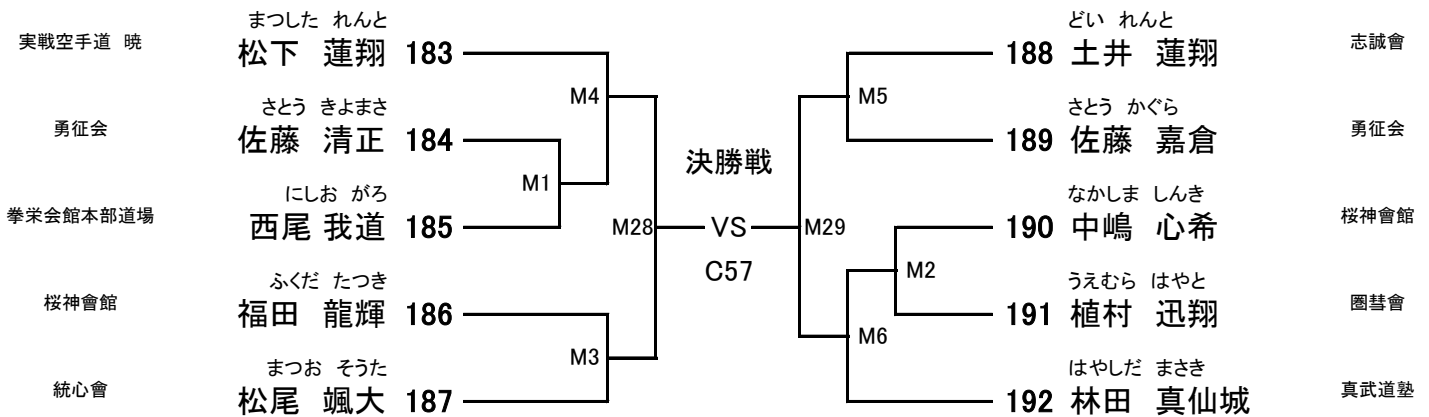 まつした れんと
実戦空手道 暁 松下 蓮翔 183
さとう きよまさ
勇征会 佐藤 清正 184
にしお がろ
拳栄会館本部道場 西尾 我道 185
ふくだ たつき
桜神會館 福田 龍輝 186
まつお そうた
統心會 松尾 颯大 187
M4
M1
M28
M3
決勝戦
VS
C57
M5
M29
M2
M6
どい れんと
188 土井 蓮翔 志誠會
さとう かぐら
189 佐藤 嘉倉 勇征会
なかしま しんき
190 中嶋 心希 桜神會館
うえむら はやと
191 植村 迅翔 圏彗會
はやしだ まさき
192 林田 真仙城 真武道塾